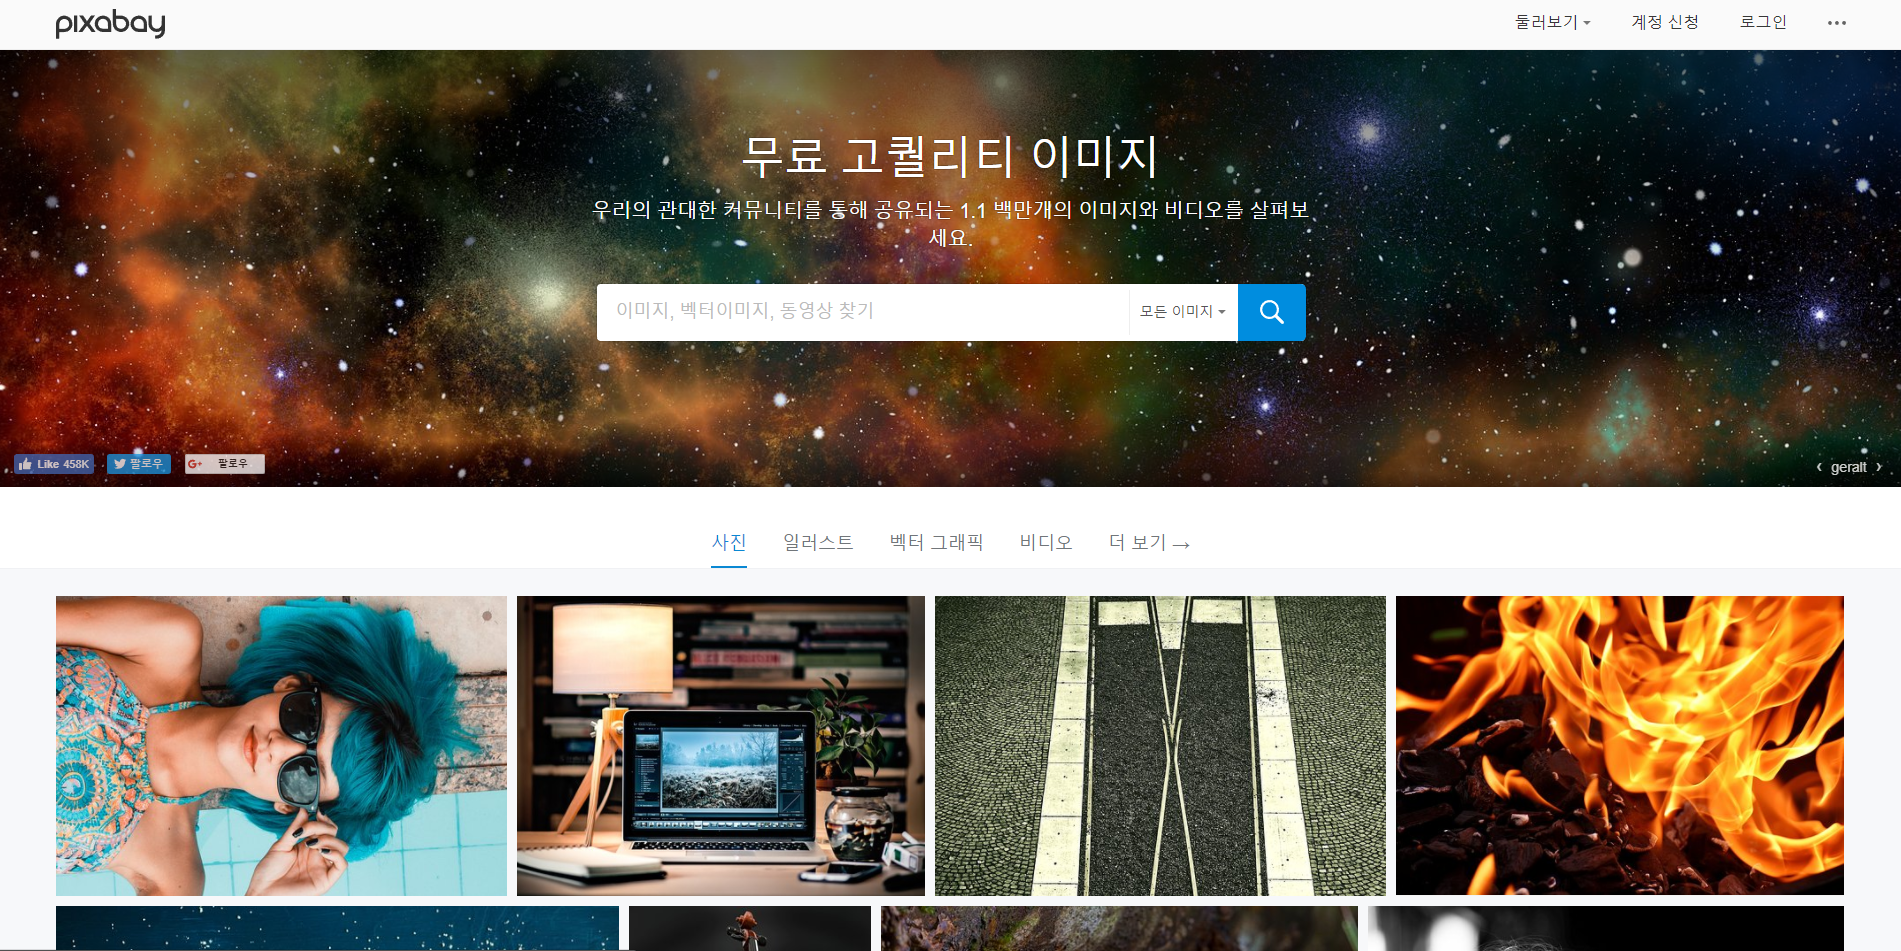 pixabay
둘러보기
계정 신청
로그인
무료 고퀄리티 이미지
우리의 관대한 커뮤니티를 통해 공유되는 1.1 백만개의 이미지와 비디오를 살펴보
세요.
이미지, 벡터이미지, 동영상 찾기
모든 이미지
Like 458K
팔로우
G+ 팔로우
‹ geralt ›
사진
일러스트
벡터 그래픽
비디오
더 보기 →